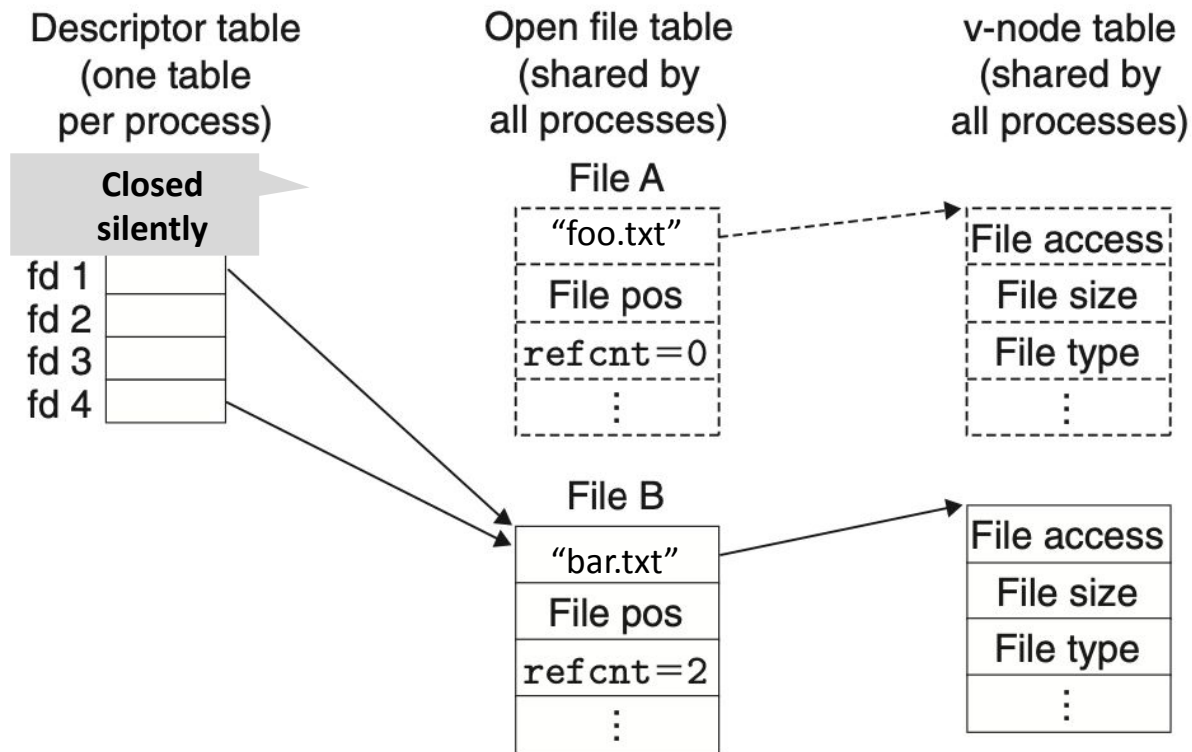 Descriptor table
(one table
per process)
Open file table
(shared by
all processes)
v-node table
(shared by
all processes)
Closed
silently
fd 1
fd 2
fd 3
fd 4
File A
“foo.txt”
File pos
refcnt=0
⋮
File access
File size
File type
⋮
File B
“bar.txt”
File pos
refcnt=2
⋮
File access
File size
File type
⋮